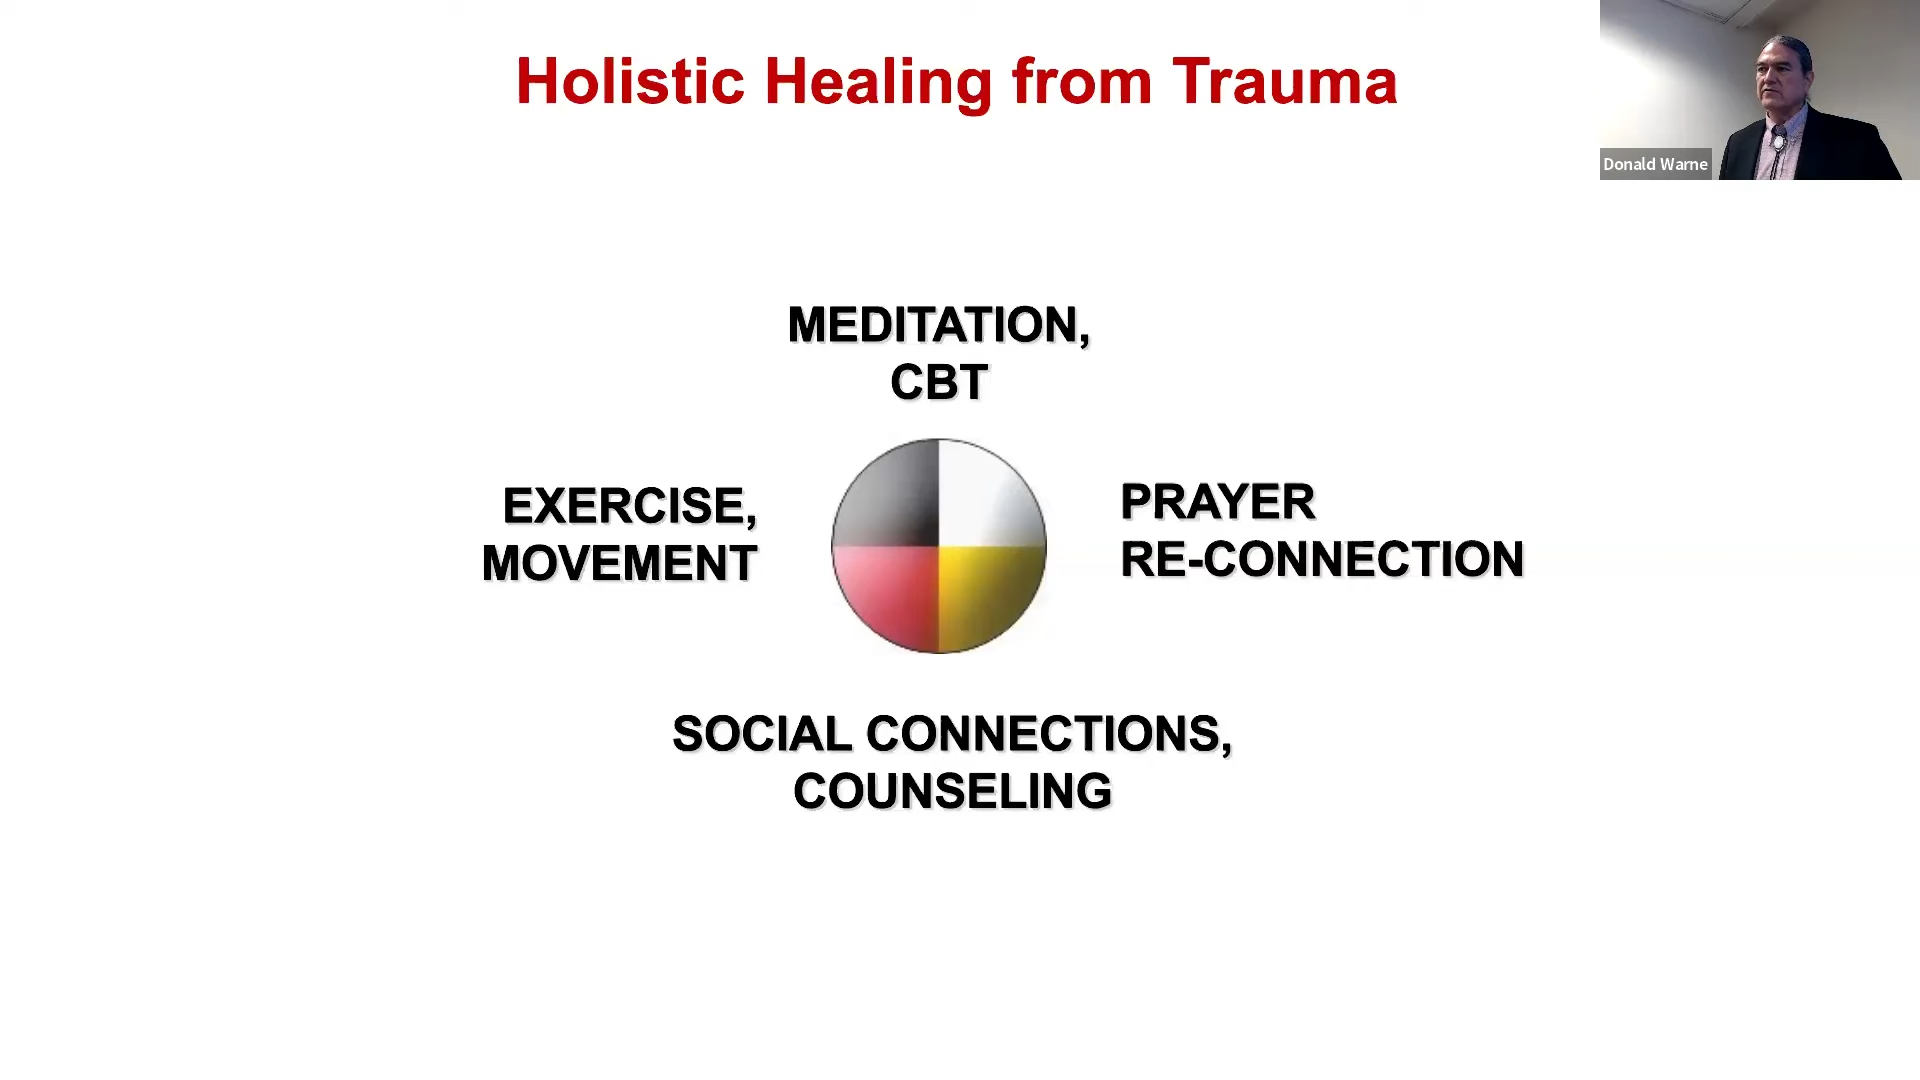 Holistic Healing from Trauma
Donald Warne
MEDITATION,
CBT
EXERCISE,
MOVEMENT
PRAYER
RE-CONNECTION
SOCIAL CONNECTIONS,
COUNSELING